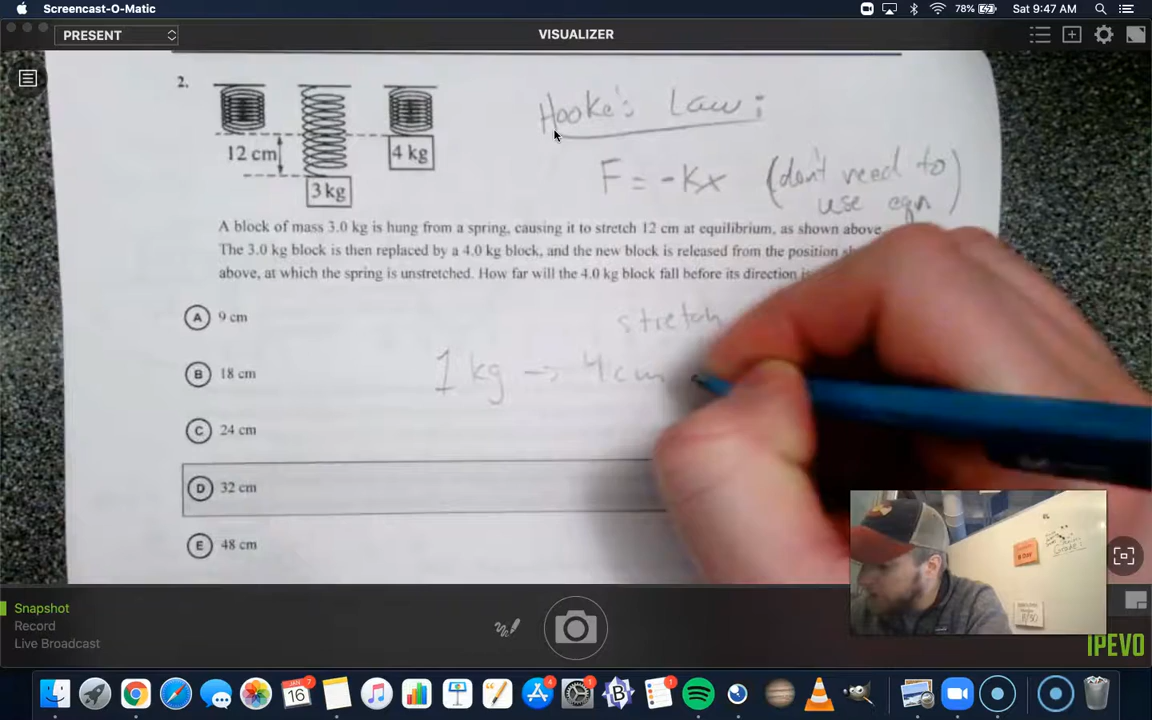 Screencast-O-Matic
78%
Sat 9:47 AM
PRESENT
VISUALIZER
2.
12 cm
3 kg
4 kg
Hooke's Law:
F = -Kx (don't need to
use eqn)
A block of mass 3.0 kg is hung from a spring, causing it to stretch 12 cm at equilibrium, as shown above.
The 3.0 kg block is then replaced by a 4.0 kg block, and the new block is released from the position
above, at which the spring is unstretched. How far will the 4.0 kg block fall before its direction
A 9 cm
stretch
1 kg → 4 cm
B 18 cm
C 24 cm
D 32 cm
E 48 cm
Snapshot
Record
Live Broadcast
IPEVO
16